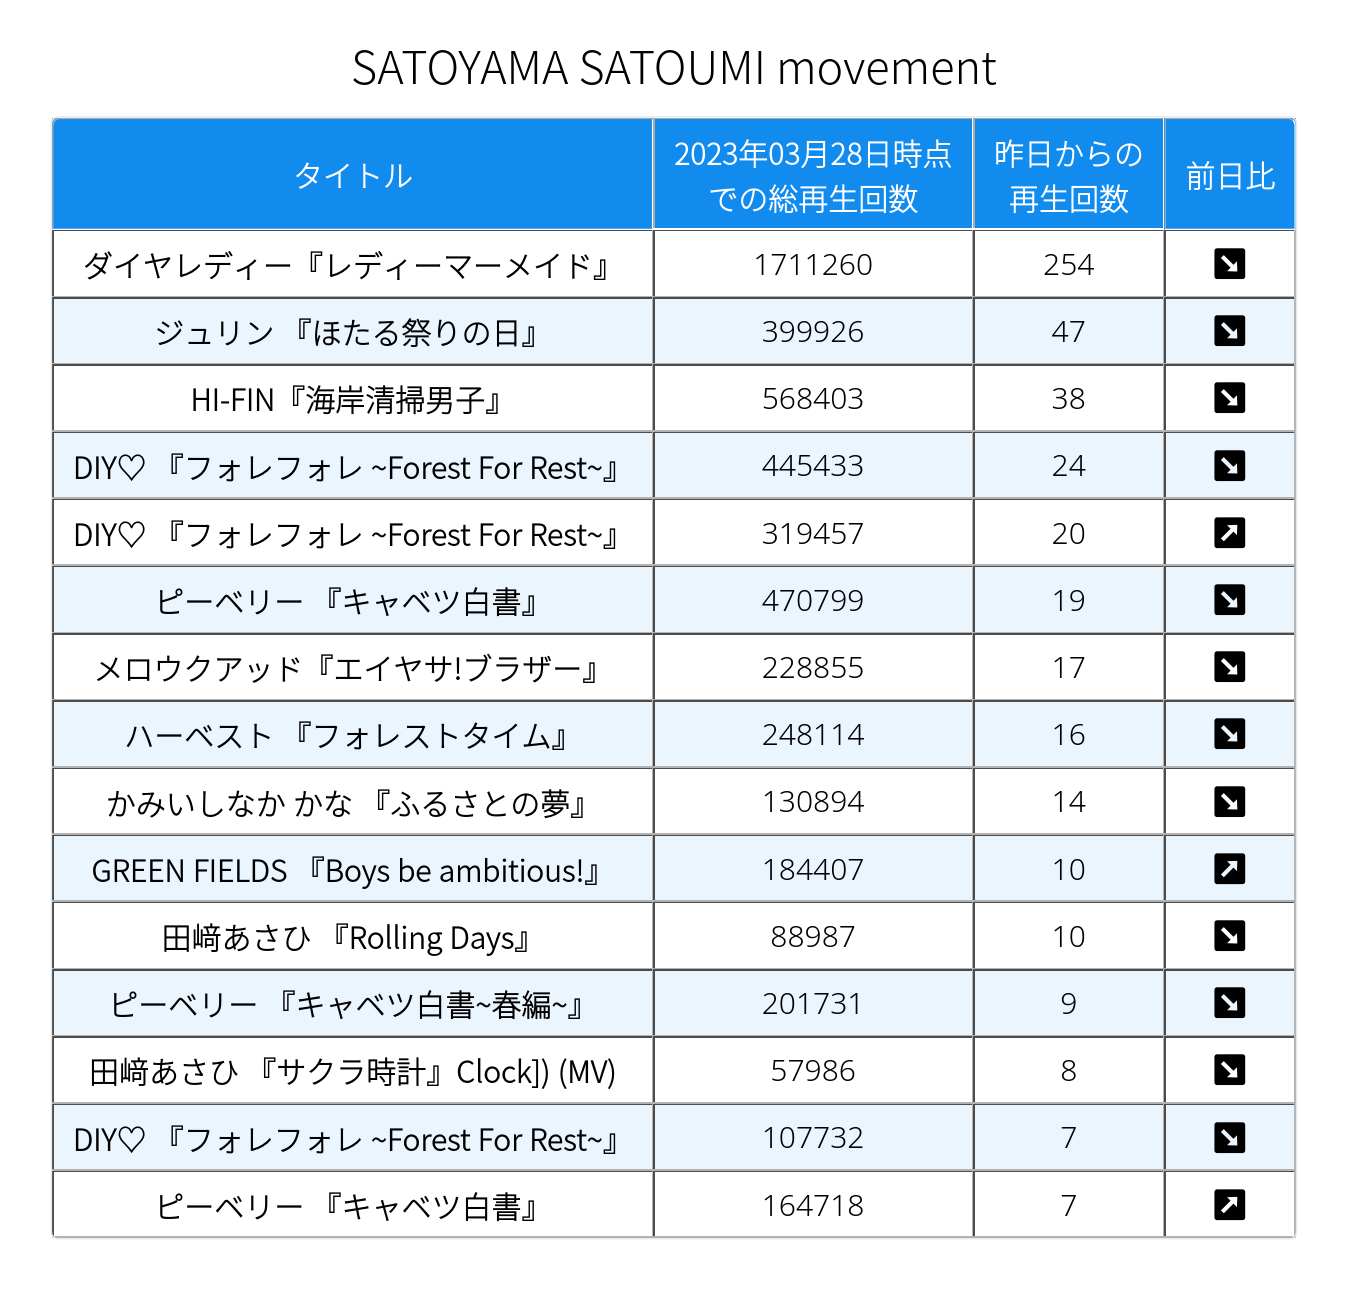 SATOYAMA SATOUMI movement
タイトル 2023年03月28日時点 昨日からの 前日比
での総再生回数 再生回数
ダイヤレディー『レディーマーメイド』 1711260 254 ↘
ジュリン 『ほたる祭りの日』 399926 47 ↘
HI-FIN『海岸清掃男子』 568403 38 ↘
DIY♡ 『フォレフォレ ~Forest For Rest~』 445433 24 ↘
DIY♡ 『フォレフォレ ~Forest For Rest~』 319457 20 ↗
ピーベリー 『キャベツ白書』 470799 19 ↘
メロウクアッド『エイヤサ!ブラザー』 228855 17 ↘
ハーベスト 『フォレストタイム』 248114 16 ↘
かみいしなか かな 『ふるさとの夢』 130894 14 ↘
GREEN FIELDS 『Boys be ambitious!』 184407 10 ↗
田﨑あさひ 『Rolling Days』 88987 10 ↘
ピーベリー 『キャベツ白書~春編~』 201731 9 ↘
田﨑あさひ 『サクラ時計』Clock]) (MV) 57986 8 ↘
DIY♡ 『フォレフォレ ~Forest For Rest~』 107732 7 ↘
ピーベリー 『キャベツ白書』 164718 7 ↗